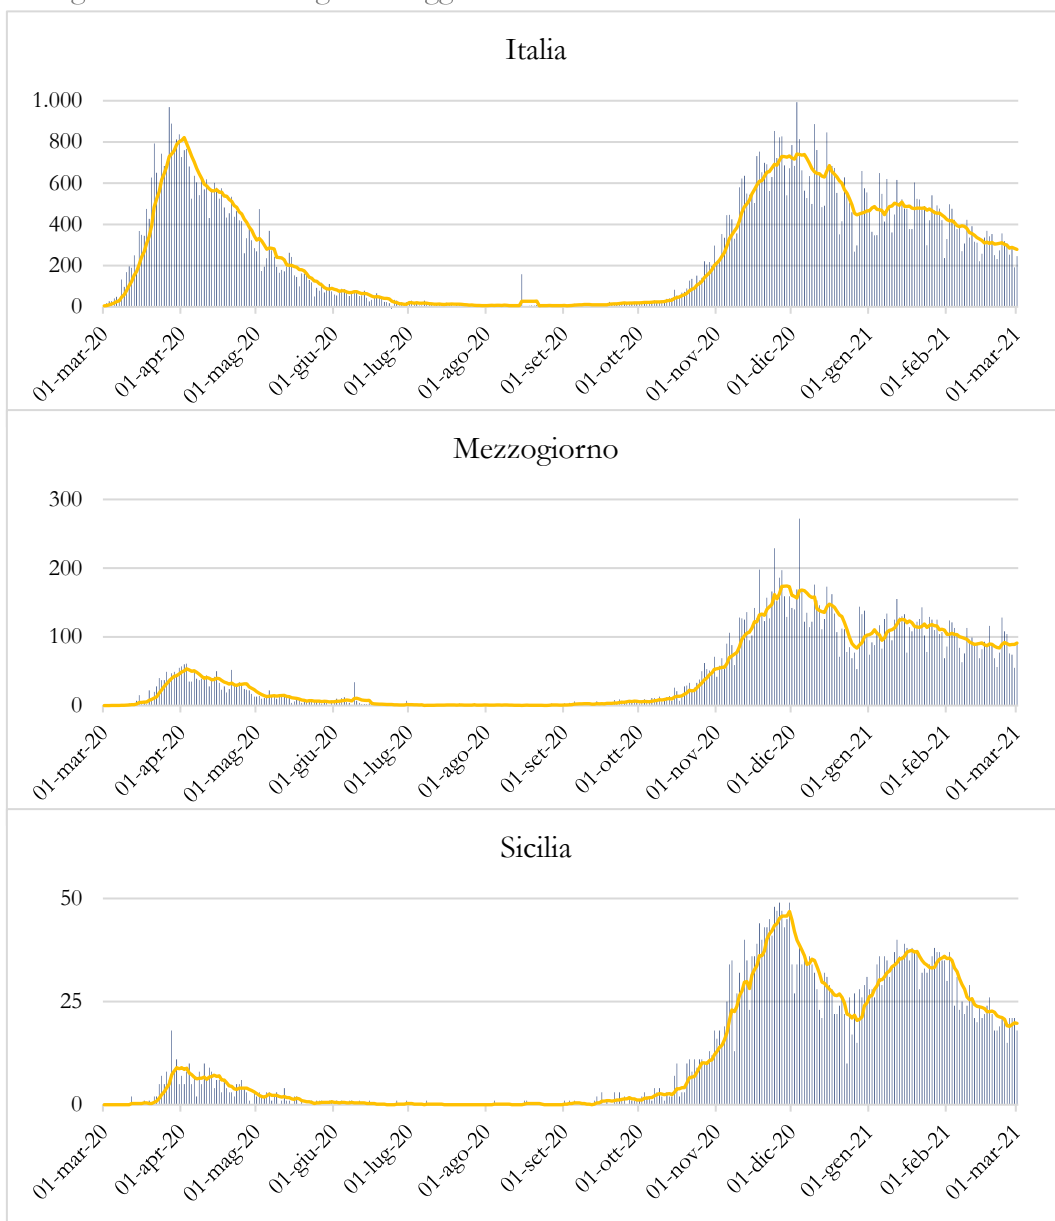 Italia
1.000
800
600
400
200
0
01-mar-20 01-apr-20 01-mag-20 01-giu-20 01-lug-20 01-ago-20 01-set-20 01-ott-20 01-nov-20 01-dic-20 01-gen-21 01-feb-21 01-mar-21
Mezzogiorno
300
200
100
0
01-mar-20 01-apr-20 01-mag-20 01-giu-20 01-lug-20 01-ago-20 01-set-20 01-ott-20 01-nov-20 01-dic-20 01-gen-21 01-feb-21 01-mar-21
Sicilia
50
25
0
01-mar-20 01-apr-20 01-mag-20 01-giu-20 01-lug-20 01-ago-20 01-set-20 01-ott-20 01-nov-20 01-dic-20 01-gen-21 01-feb-21 01-mar-21